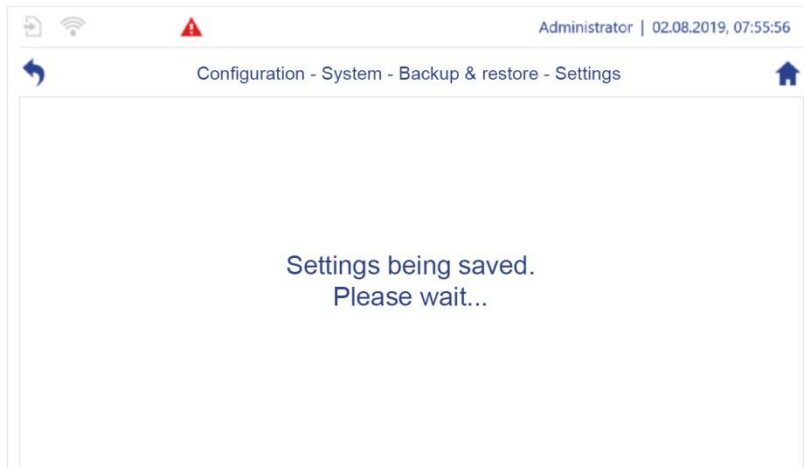 Administrator | 02.08.2019, 07:55:56
Configuration - System - Backup & restore - Settings
Settings being saved.
Please wait...